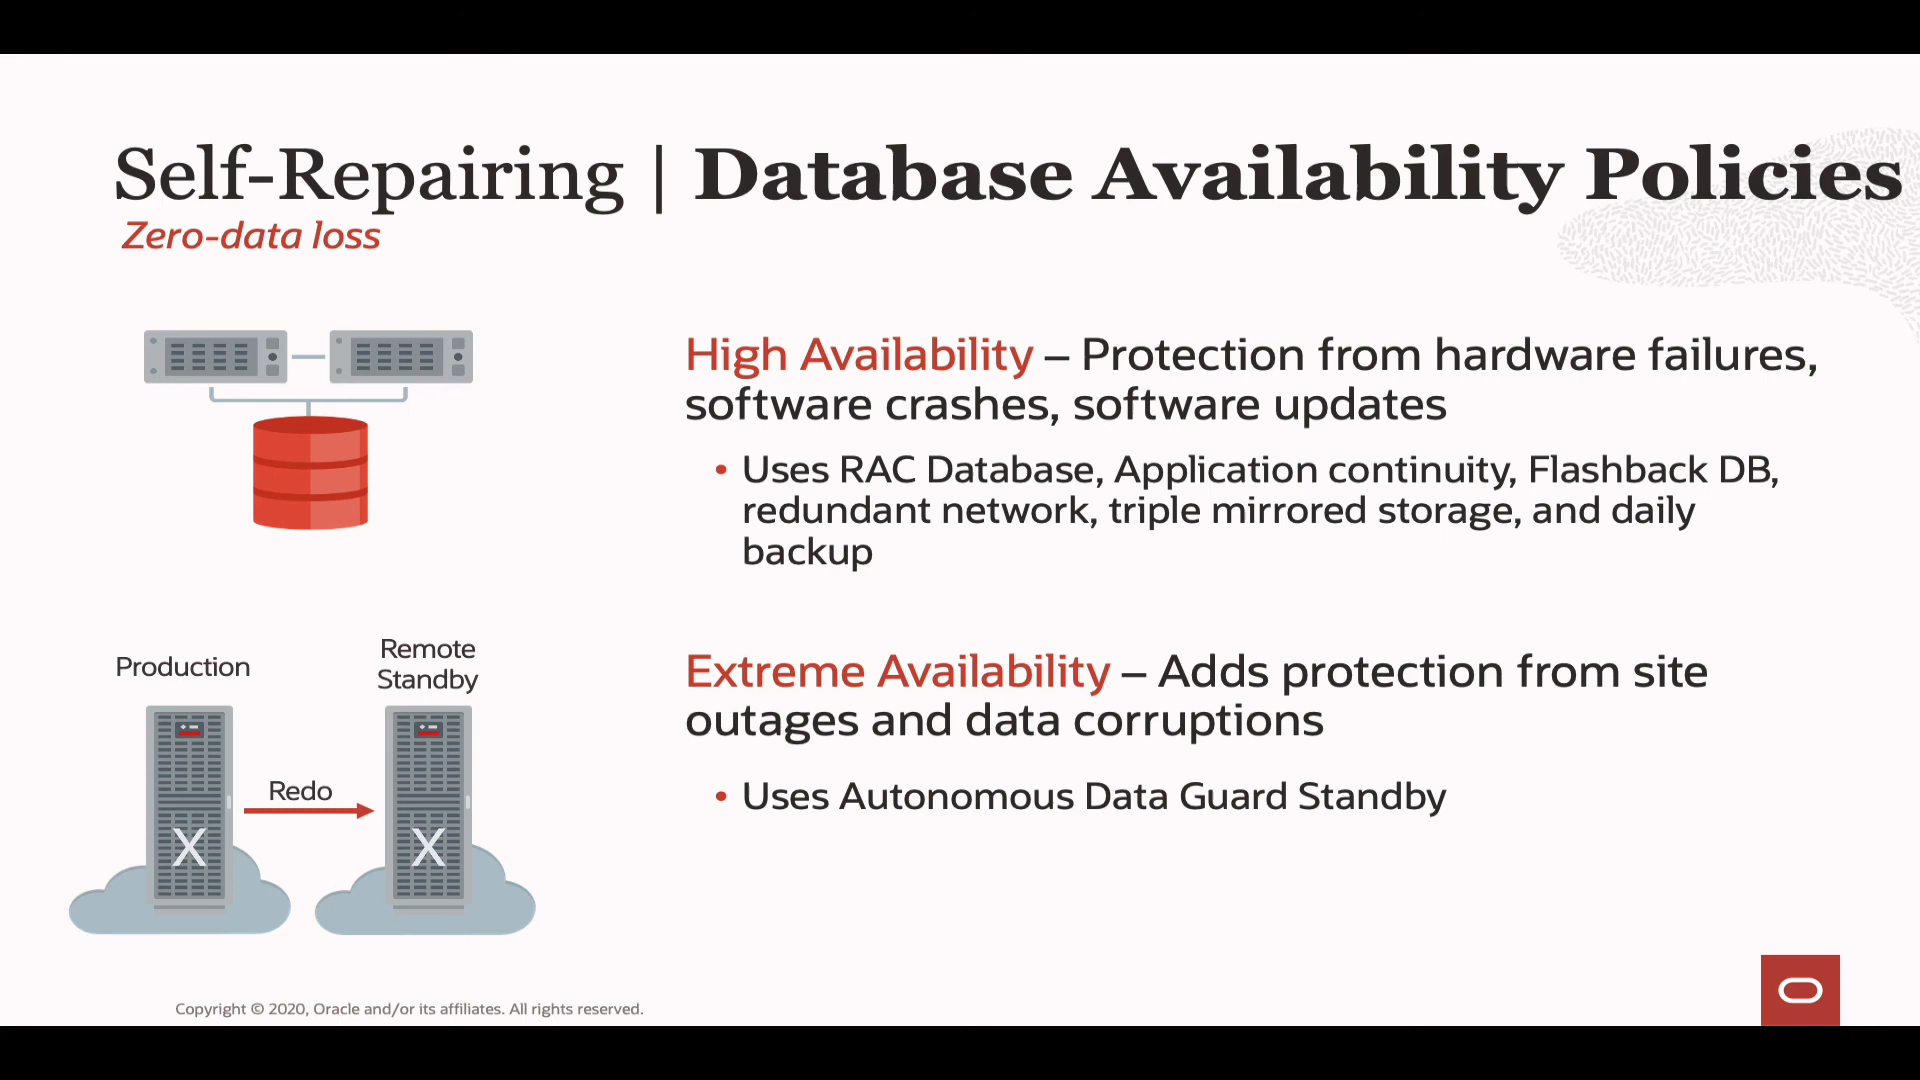 Self-Repairing | Database Availability Policies
Zero-data loss
High Availability – Protection from hardware failures,
software crashes, software updates
• Uses RAC Database, Application continuity, Flashback DB,
redundant network, triple mirrored storage, and daily
backup
Production
Remote
Standby
Redo
X
X
Extreme Availability – Adds protection from site
outages and data corruptions
• Uses Autonomous Data Guard Standby
Copyright © 2020, Oracle and/or its affiliates. All rights reserved.